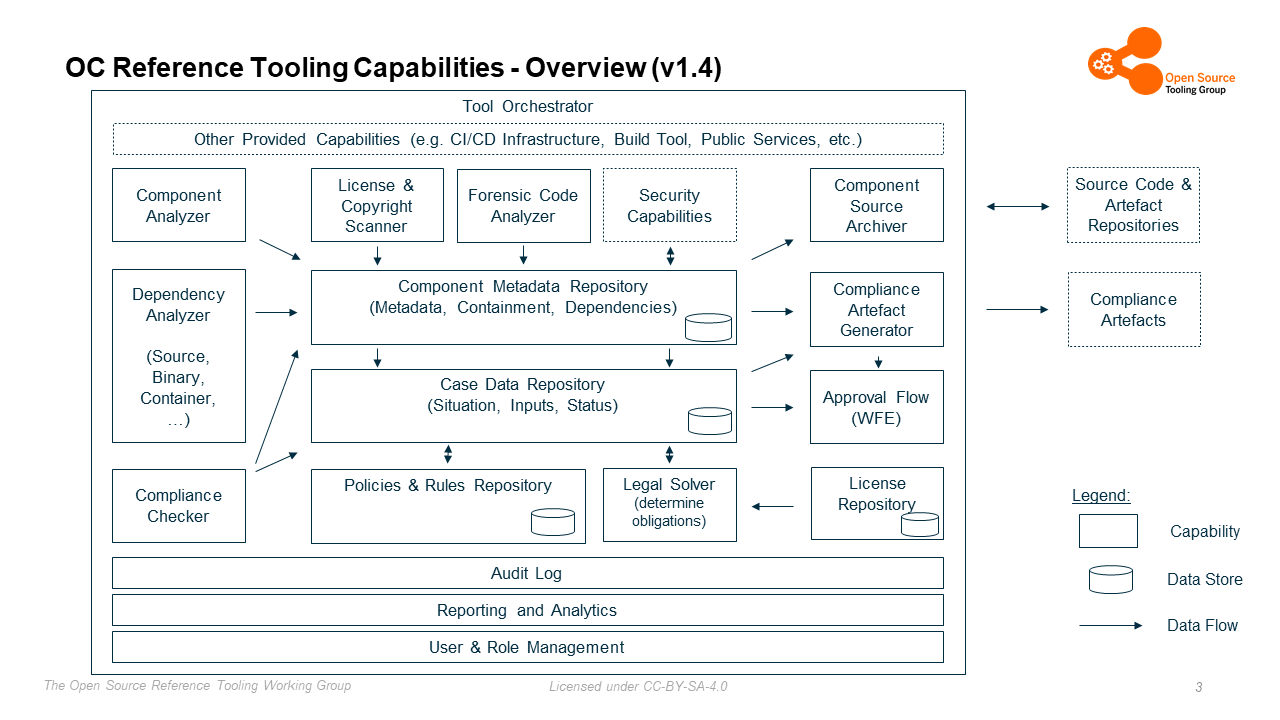 OC Reference Tooling Capabilities - Overview (v1.4)
Open Source
Tooling Group
Tool Orchestrator
Other Provided Capabilities (e.g. CI/CD Infrastructure, Build Tool, Public Services, etc.)
Component
Analyzer
License &
Copyright
Scanner
Forensic Code
Analyzer
Security
Capabilities
Component
Source
Archiver
Source Code &
Artefact
Repositories
Dependency
Analyzer
(Source,
Binary,
Container,
…)
Component Metadata Repository
(Metadata, Containment, Dependencies)
Compliance
Artefact
Generator
Compliance
Artefacts
Case Data Repository
(Situation, Inputs, Status)
Approval Flow
(WFE)
Compliance
Checker
Policies & Rules Repository
Legal Solver
(determine
obligations)
License
Repository
Legend:
Capability
Data Store
Data Flow
Audit Log
Reporting and Analytics
User & Role Management
The Open Source Reference Tooling Working Group
Licensed under CC-BY-SA-4.0
3